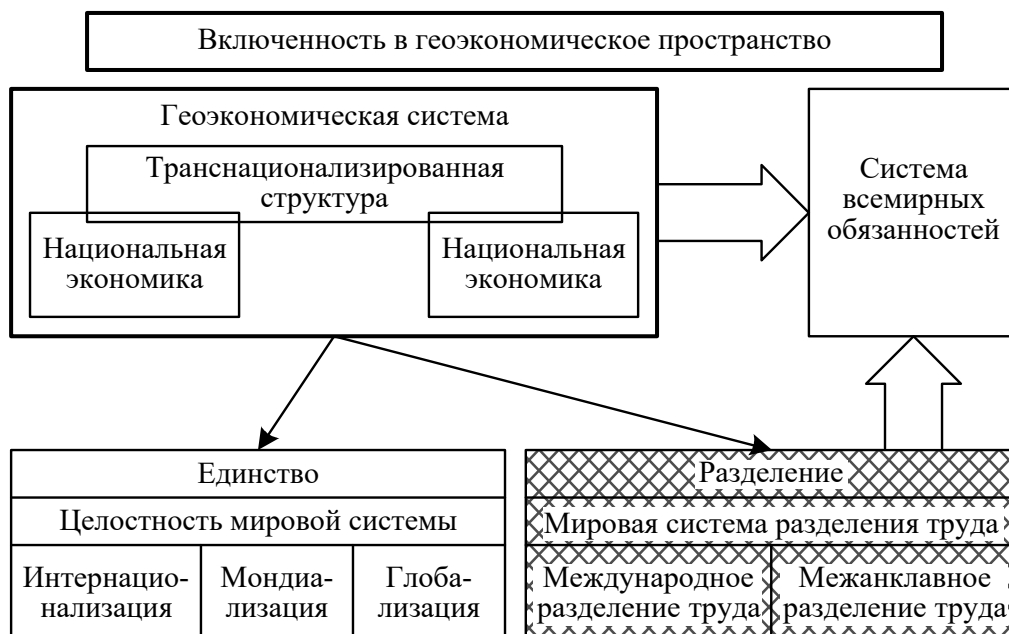 Включенность в геоэкономическое пространство
Геоэкономическая система
Транснационализированная
структура
Национальная
экономика
Национальная
экономика
Система
всемирных
обязанностей
Единство
Целостность мировой системы
Интернацио-
нализация
Мондиа-
лизация
Глоба-
лизация
Разделение
Мировая система разделения труда
Международное
разделение труда
Межанклавное
разделение труда